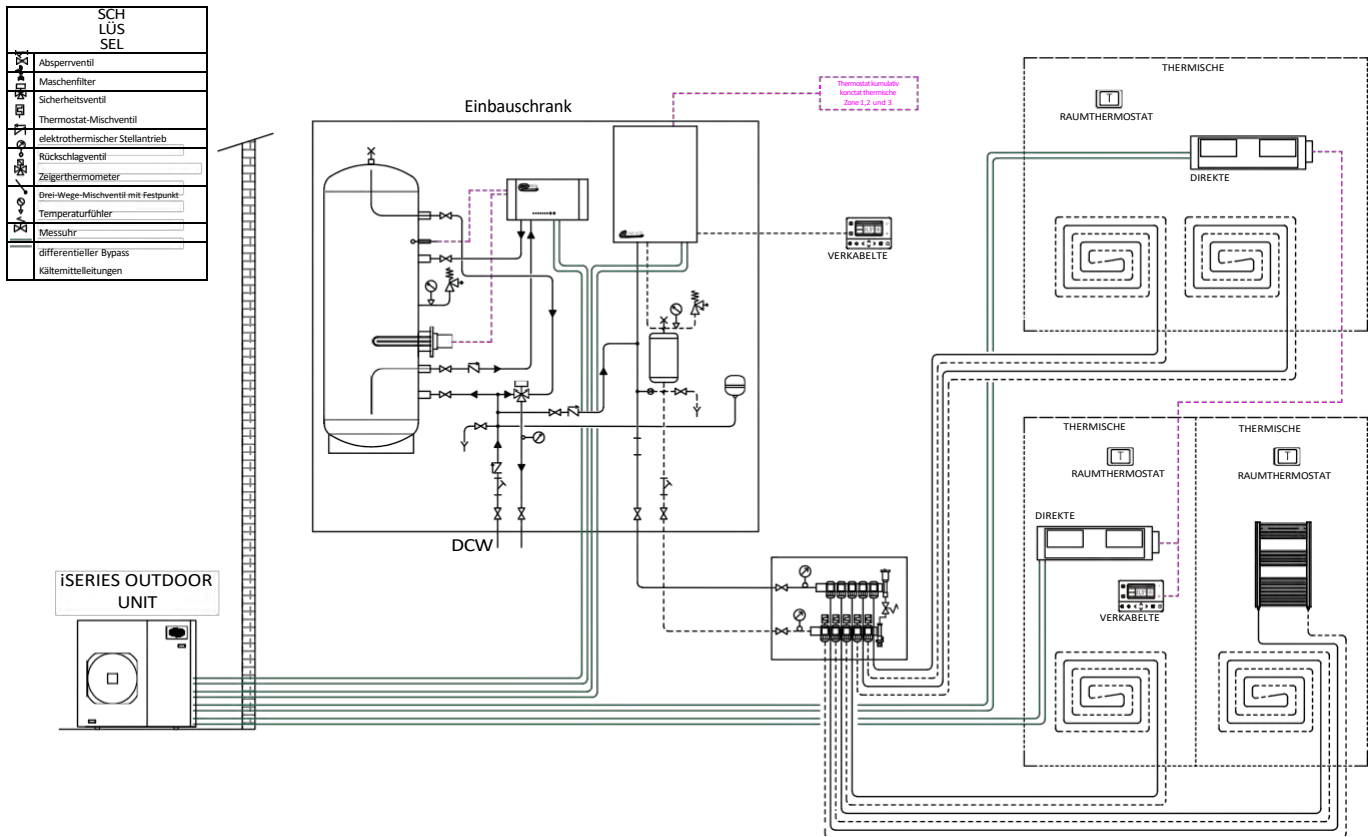 SCH
LÜS
SEL
Absperrventil
Maschenfilter
Sicherheitsventil
Thermostat-Mischventil
elektrothermischer Stellantrieb
Rückschlagventil
Zeigerthermometer
Drei-Wege-Mischventil mit Festpunkt
Temperaturfühler
Messuhr
differentieller Bypass
Kältemittelleitungen
Einbauschrank
Thermostat kumulativ
konctat thermische
Zone 1,2 und 3
VERKABELTE
DCW
iSERIES OUTDOOR
UNIT
THERMISCHE
T
RAUMTHERMOSTAT
DIREKTE
THERMISCHE
T
RAUMTHERMOSTAT
DIREKTE
VERKABELTE
THERMISCHE
T
RAUMTHERMOSTAT